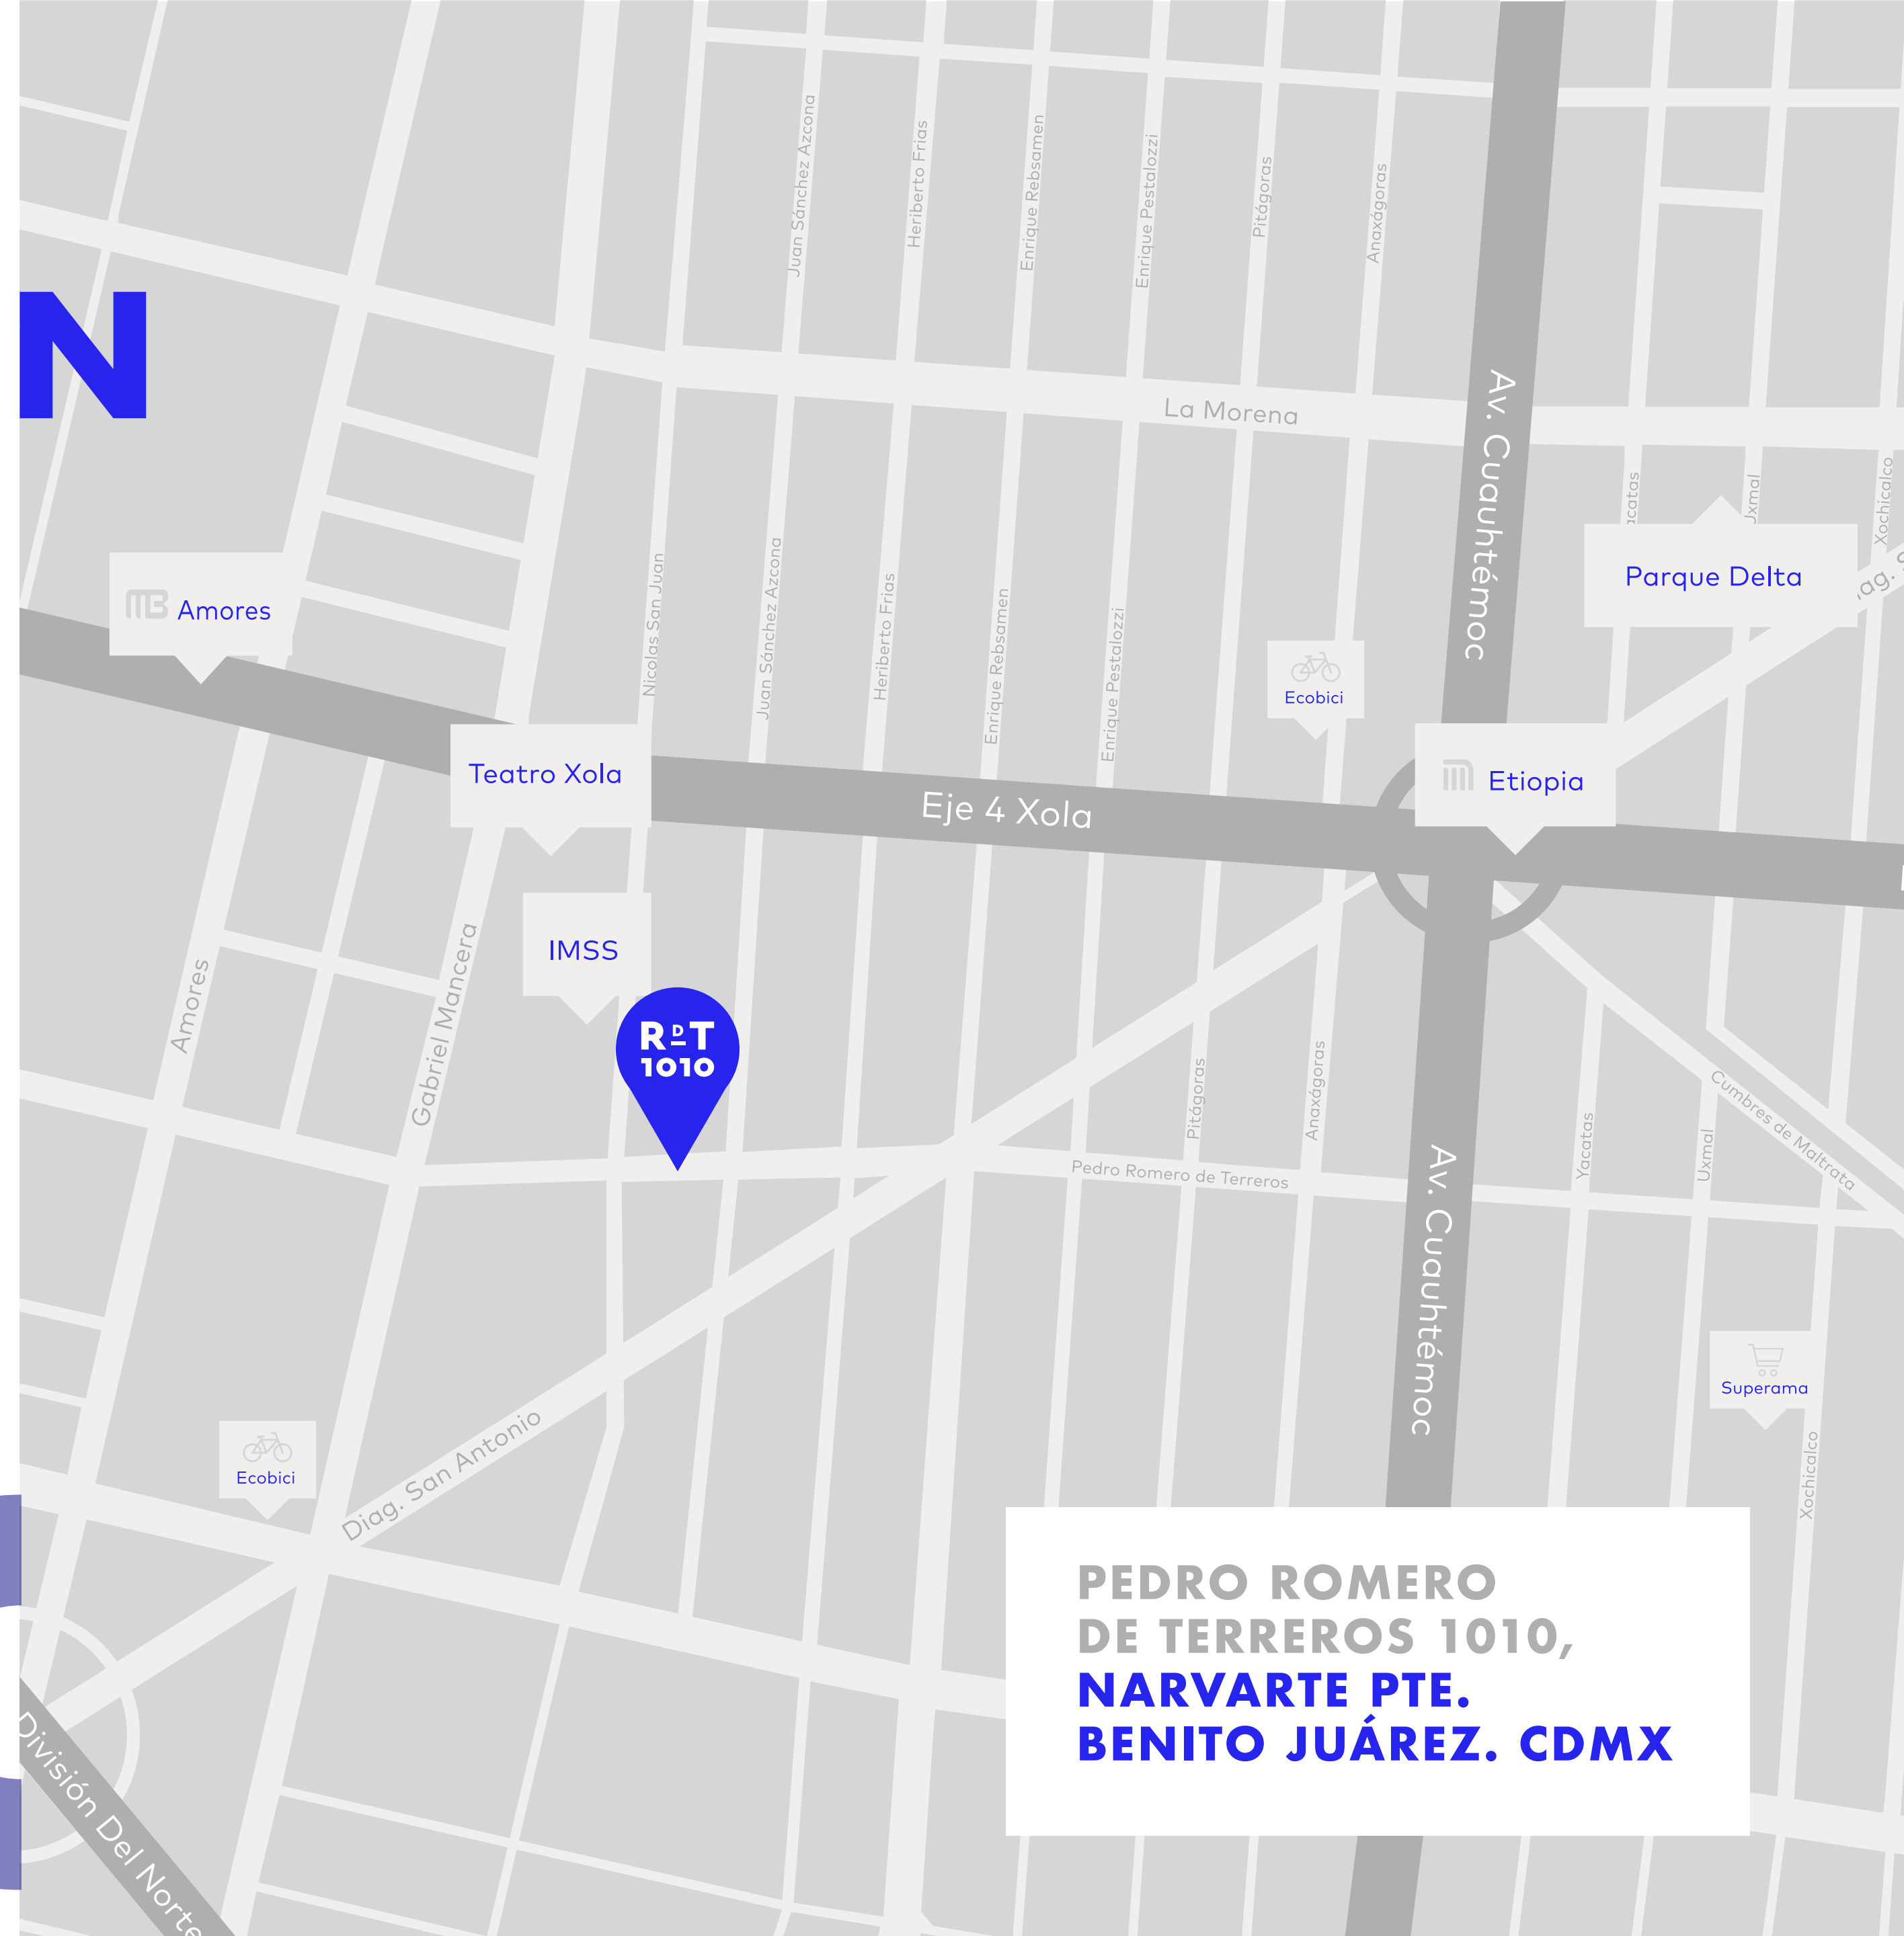 Juan Sánchez Azcona
Heriberto Frias
Enrique Rebsamen
Enrique Pestalozzi
Pitágoras
Anaxágoras
N
La Morena
Av. Cuauhtémoc
Xochicalco
Parque Delta
Amores
Nicolas San Juan
Juan Sánchez Azcona
Heriberto Frias
Enrique Rebsamen
Enrique Pestalozzi
Ecobici
Teatro Xola
Eje 4 Xola
Etiopia
IMSS
Amores
Gabriel Mancera
RDT
1010
Pitágoras
Anaxágoras
Pedro Romero de Terreros
Av. Cuauhtémoc
Yacatas
Uxmal
Cumbres de Maltrata
Superama
Xochicalco
Ecobici
Diag. San Antonio
División Del Norte
PEDRO ROMERO
DE TERREROS 1010,
NARVARTE PTE.
BENITO JUÁREZ. CDMX